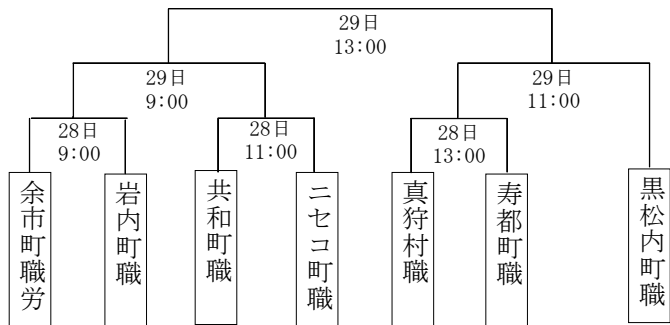 29日
13:00
29日
9:00
29日
11:00
28日
9:00
28日
11:00
28日
13:00
余市町職労
岩内町職
共和町職
ニセコ町職
真狩村職
寿都町職
黒松内町職